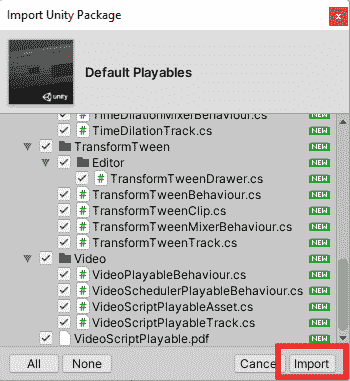 Import Unity Package
unity
Default Playables
TimeDilationMixerBehaviour.cs NEW
TimeDilationTrack.cs NEW
TransformTween NEW
Editor NEW
TransformTweenDrawer.cs NEW
TransformTweenBehaviour.cs NEW
TransformTweenClip.cs NEW
TransformTweenMixerBehaviour.cs NEW
TransformTweenTrack.cs NEW
Video NEW
VideoPlayableBehaviour.cs NEW
VideoSchedulerPlayableBehaviour.cs NEW
VideoScriptPlayableAsset.cs NEW
VideoScriptPlayableTrack.cs NEW
VideoScriptPlayable.pdf NEW
All None Cance Import